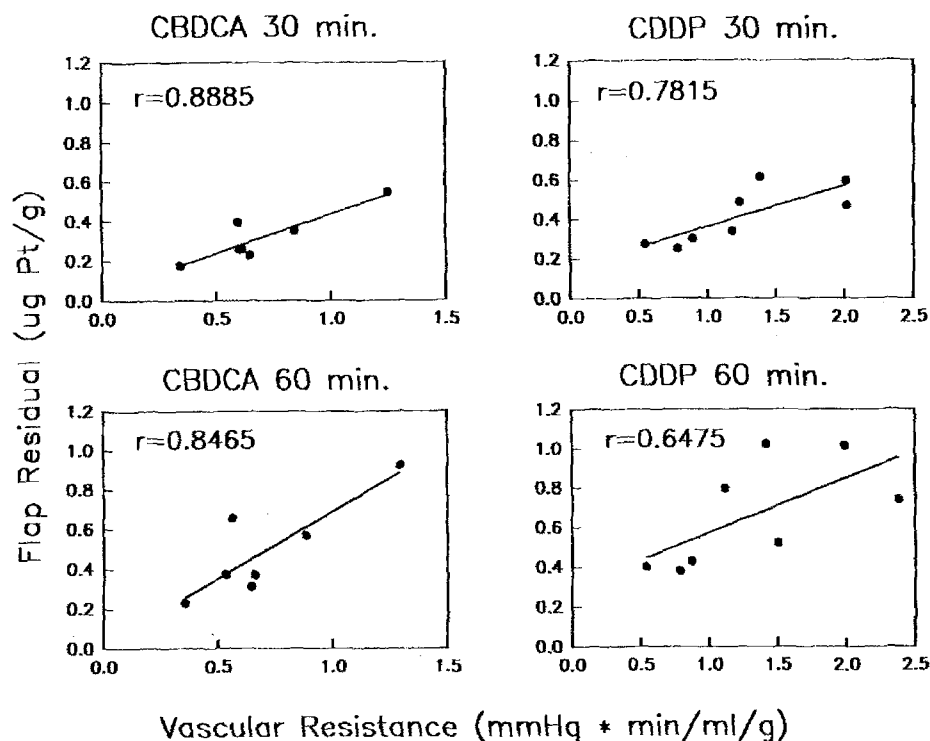 CBDCA 30 min.
CDDP 30 min.
1.2
1.0
0.8
0.6
0.4
0.2
0.0
r=0.8885
0.0 0.5 1.0 1.5
1.2
1.0
0.8
0.6
0.4
0.2
0.0
r=0.7815
0.0 0.5 1.0 1.5 2.0 2.5
CBDCA 60 min.
CDDP 60 min.
1.2
1.0
0.8
0.6
0.4
0.2
0.0
r=0.8465
0.0 0.5 1.0 1.5
1.2
1.0
0.8
0.6
0.4
0.2
0.0
r=0.6475
0.0 0.5 1.0 1.5 2.0 2.5
Flap Residual (ug Pt/g)
Vascular Resistance (mmHg * min/ml/g)